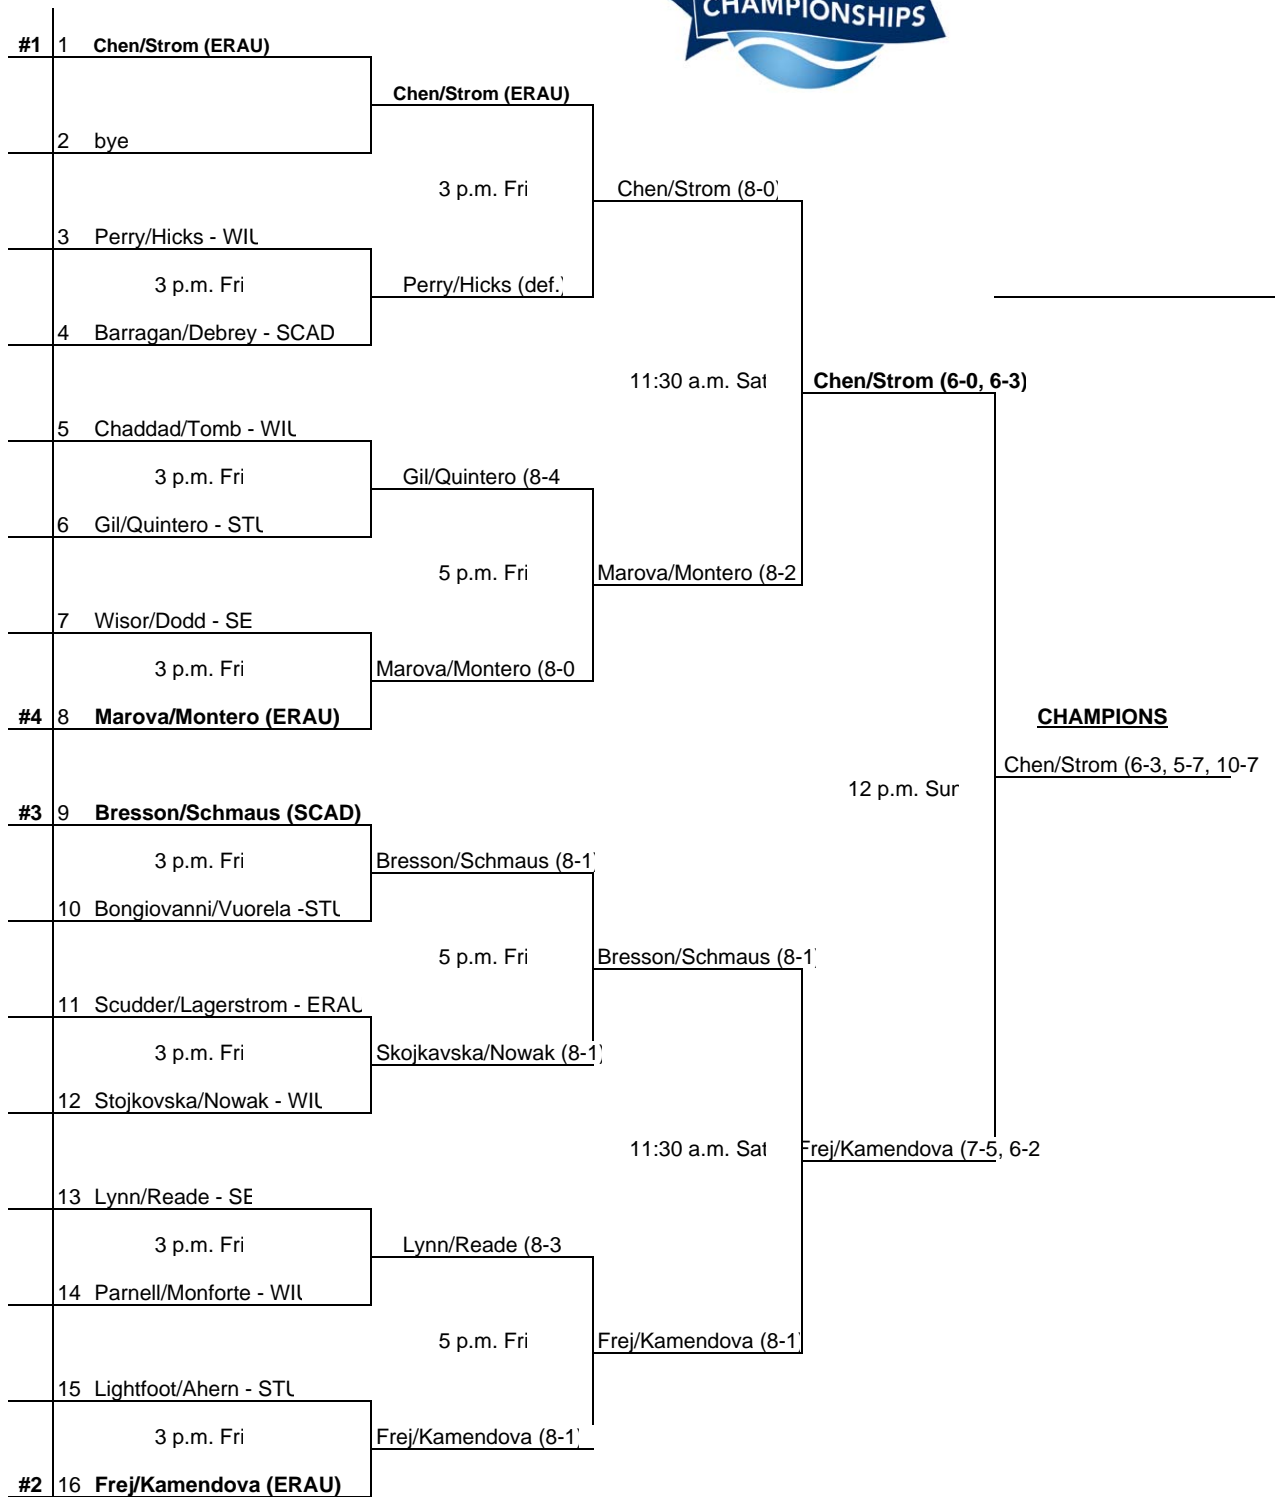 CHAMPIONSHIPS
#1 1 Chen/Strom (ERAU)
Chen/Strom (ERAU)
2 bye
3 p.m. Fri Chen/Strom (8-0)
3 Perry/Hicks - WIU
3 p.m. Fri Perry/Hicks (def.)
4 Barragan/Debrey - SCAD
11:30 a.m. Sat Chen/Strom (6-0, 6-3)
5 Chaddad/Tomb - WIU
3 p.m. Fri Gil/Quintero (8-4
6 Gil/Quintero - STU
5 p.m. Fri Marova/Montero (8-2
7 Wisor/Dodd - SE
3 p.m. Fri Marova/Montero (8-0
#4 8 Marova/Montero (ERAU) CHAMPIONS
Chen/Strom (6-3, 5-7, 10-7
12 p.m. Sun
#3 9 Bresson/Schmaus (SCAD)
3 p.m. Fri Bresson/Schmaus (8-1)
10 Bongiovanni/Vuorela -STU
5 p.m. Fri Bresson/Schmaus (8-1)
11 Scudder/Lagerstrom - ERAU
3 p.m. Fri Skojkavska/Nowak (8-1)
12 Stojkovska/Nowak - WIU
11:30 a.m. Sat Frej/Kamendova (7-5, 6-2
13 Lynn/Reade - SE
3 p.m. Fri Lynn/Reade (8-3
14 Parnell/Monforte - WIU
5 p.m. Fri Frej/Kamendova (8-1)
15 Lightfoot/Ahern - STU
3 p.m. Fri Frej/Kamendova (8-1)
#2 16 Frej/Kamendova (ERAU)